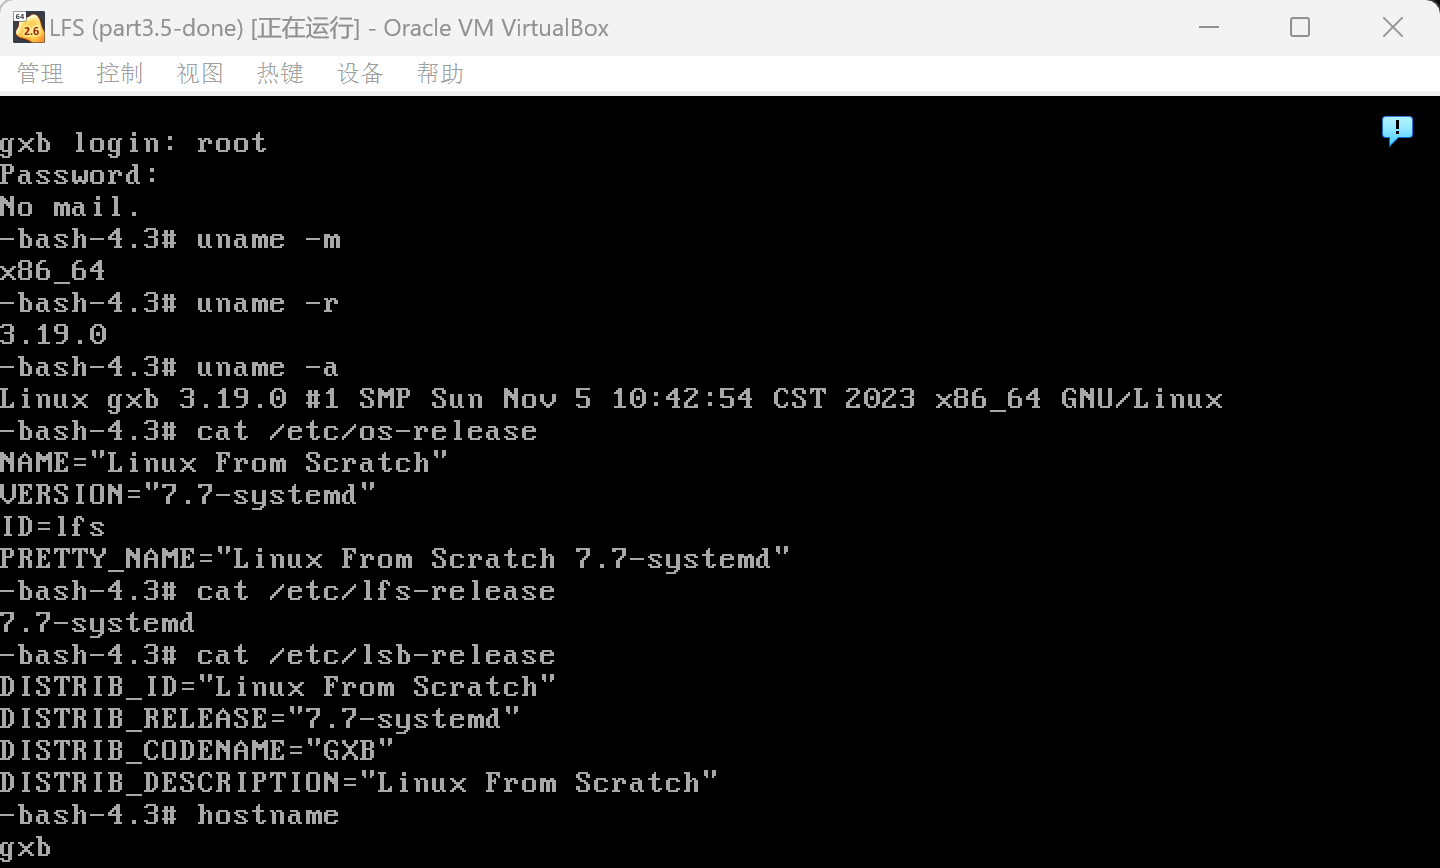 64
2.6
LFS (part3.5-done) [正在运行] - Oracle VM VirtualBox
管理 控制 视图 热键 设备 帮助
gxb login: root
Password:
No mail.
-bash-4.3# uname -m
x86_64
-bash-4.3# uname -r
3.19.0
-bash-4.3# uname -a
Linux gxb 3.19.0 #1 SMP Sun Nov 5 10:42:54 CST 2023 x86_64 GNU/Linux
-bash-4.3# cat /etc/os-release
NAME="Linux From Scratch"
VERSION="7.7-systemd"
ID=lfs
PRETTY_NAME="Linux From Scratch 7.7-systemd"
-bash-4.3# cat /etc/lfs-release
7.7-systemd
-bash-4.3# cat /etc/lsb-release
DISTRIB_ID="Linux From Scratch"
DISTRIB_RELEASE="7.7-systemd"
DISTRIB_CODENAME="GXB"
DISTRIB_DESCRIPTION="Linux From Scratch"
-bash-4.3# hostname
gxb